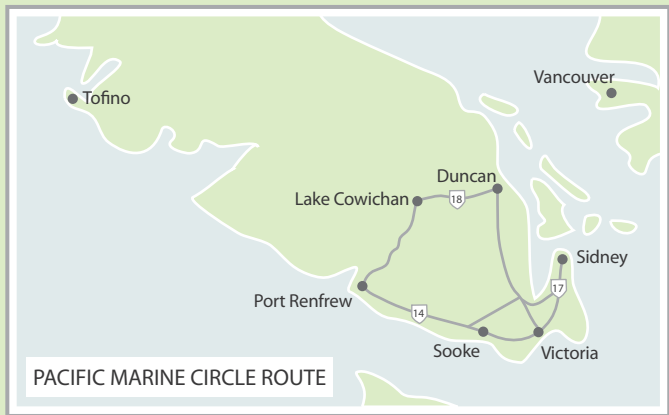 Vancouver
Tofino
Duncan
Lake Cowichan
18
Sidney
Port Renfrew
17
14
Sooke
Victoria
PACIFIC MARINE CIRCLE ROUTE